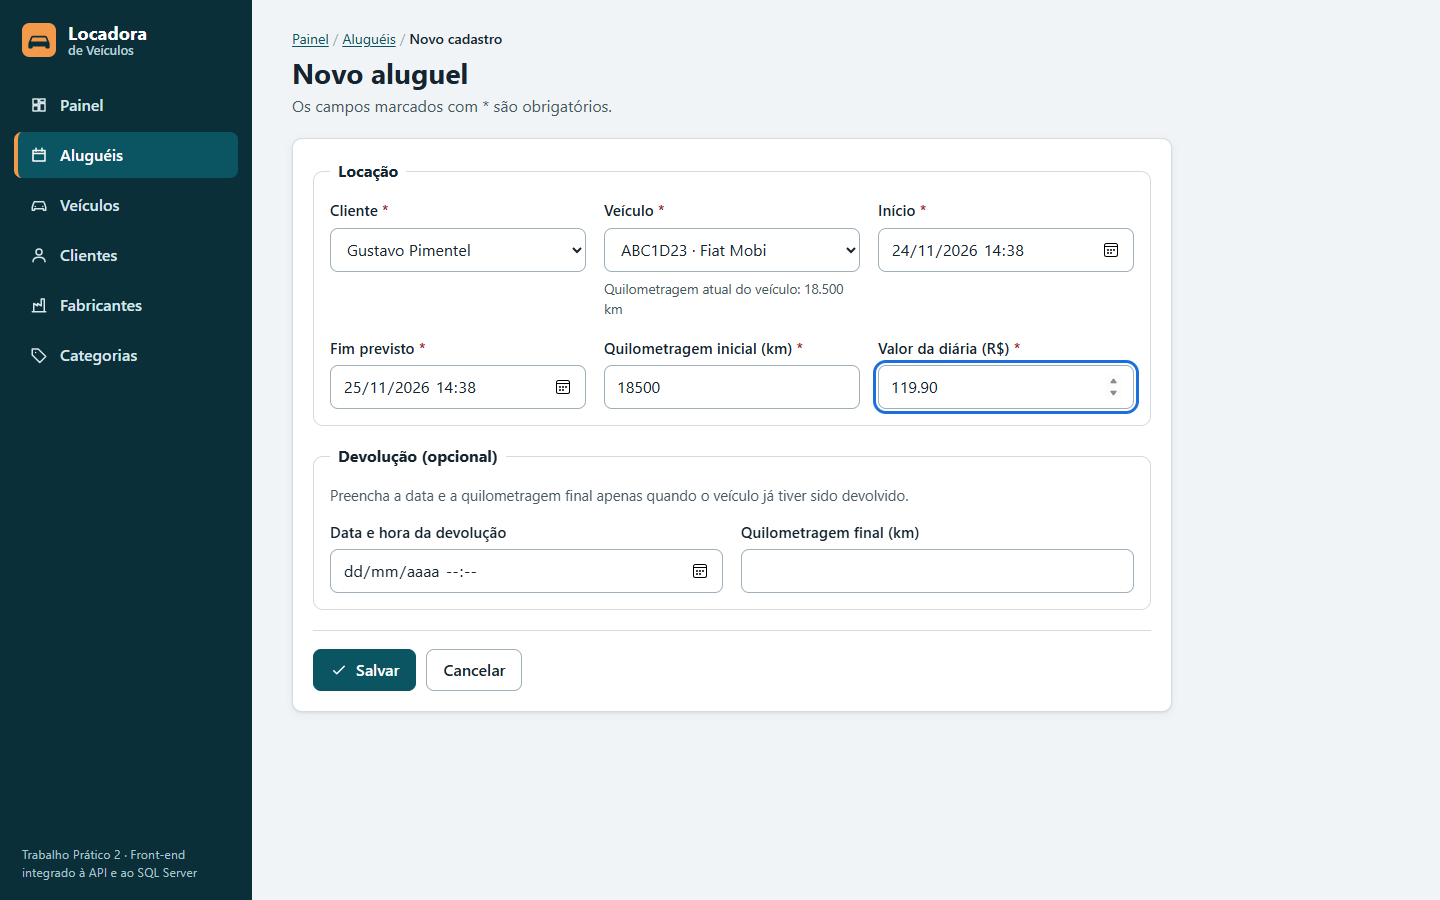 Locadora
de Veículos
Painel
Aluguéis
Veículos
Clientes
Fabricantes
Categorias
Trabalho Prático 2 · Front-end
integrado à API e ao SQL Server
Painel / Aluguéis / Novo cadastro
Novo aluguel
Os campos marcados com * são obrigatórios.
Locação
Cliente *
Gustavo Pimentel
Veículo *
ABC1D23 · Fiat Mobi
Quilometragem atual do veículo: 18.500
km
Início *
24/11/2026 14:38
Fim previsto *
25/11/2026 14:38
Quilometragem inicial (km) *
18500
Valor da diária (R$) *
119.90
Devolução (opcional)
Preencha a data e a quilometragem final apenas quando o veículo já tiver sido devolvido.
Data e hora da devolução
dd/mm/aaaa --:--
Quilometragem final (km)
Salvar
Cancelar